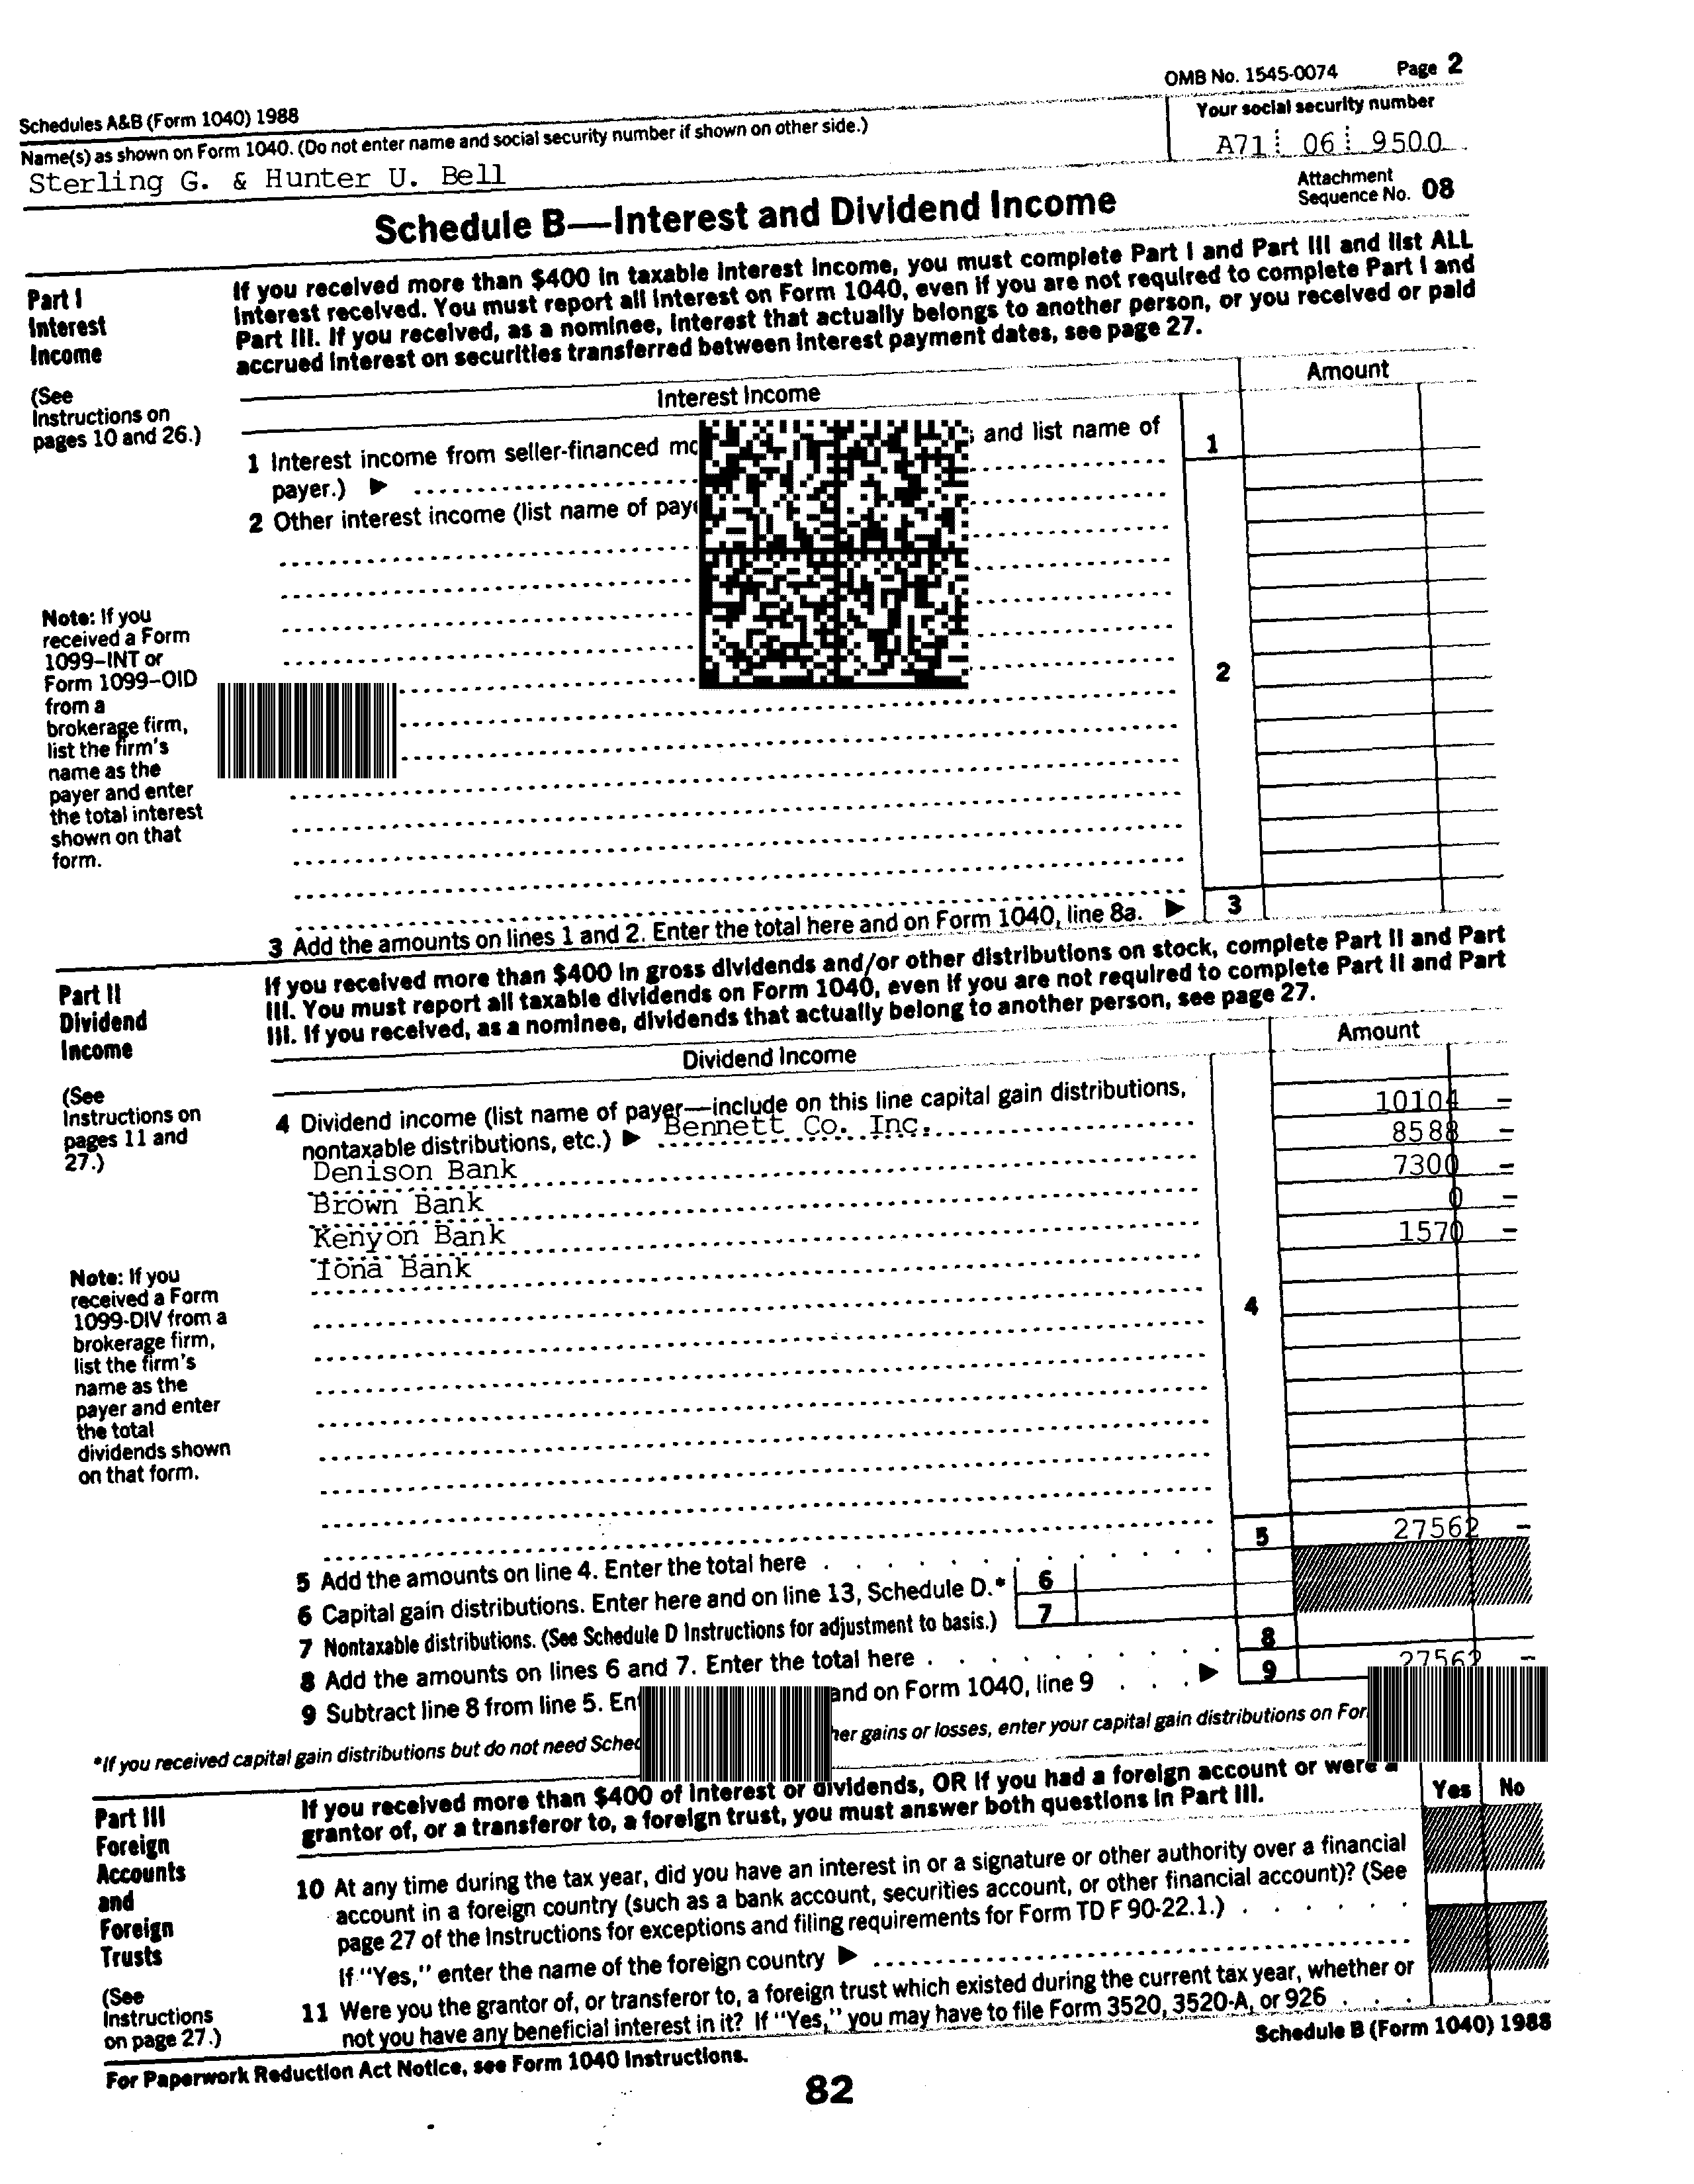 OMB No. 1545-0074 Page 2
Schedules A&B (Form 1040) 1988
Name(s) as shown on Form 1040. (Do not enter name and social security number if shown on other side.)
Your social security number
Sterling G. & Hunter U. Bell
A71 06 9500
Schedule B—Interest and Dividend Income
Attachment
Sequence No. 08
Part I
Interest
Income
(See
Instructions on
pages 10 and 26.)
If you received more than $400 in taxable interest income, you must complete Part I and Part III and list ALL
interest received. You must report all interest on Form 1040, even if you are not required to complete Part I and
Part III. If you received, as a nominee, interest that actually belongs to another person, or you received or paid
accrued interest on securities transferred between interest payment dates, see page 27.
Interest Income
Amount
1 Interest income from seller-financed and list name of
payer.) ▶
1
2 Other interest income (list name of
Note: If you
received a Form
1099–INT or
Form 1099–OID
from a
brokerage firm,
list the firm's
name as the
payer and enter
the total interest
shown on that
form.
2
3 Add the amounts on lines 1 and 2. Enter the total here and on Form 1040, line 8a. ▶ 3
Part II
Dividend
Income
(See
Instructions on
pages 11 and
27.)
If you received more than $400 in gross dividends and/or other distributions on stock, complete Part II and Part
III. You must report all taxable dividends on Form 1040, even if you are not required to complete Part II and Part
III. If you received, as a nominee, dividends that actually belong to another person, see page 27.
Dividend Income
Amount
4 Dividend income (list name of payer—include on this line capital gain distributions,
nontaxable distributions, etc.) ▶ Bennett Co. Inc. 10104 –
Denison Bank 8588 –
Brown Bank 7300 –
Kenyon Bank 0 –
Iona Bank 1570 –
Note: If you
received a Form
1099-DIV from a
brokerage firm,
list the firm's
name as the
payer and enter
the total
dividends shown
on that form.
4
5 Add the amounts on line 4. Enter the total here 5 27562 –
6 Capital gain distributions. Enter here and on line 13, Schedule D.* 6
7 Nontaxable distributions. (See Schedule D Instructions for adjustment to basis.) 7
8 Add the amounts on lines 6 and 7. Enter the total here 8
9 Subtract line 8 from line 5. and on Form 1040, line 9 ▶ 9 27562 –
*If you received capital gain distributions but do not need gains or losses, enter your capital gain distributions on
Part III
Foreign
Accounts
and
Foreign
Trusts
(See
Instructions
on page 27.)
If you received more than $400 of interest or dividends, OR if you had a foreign account or were a
grantor of, or a transferor to, a foreign trust, you must answer both questions in Part III.
Yes No
10 At any time during the tax year, did you have an interest in or a signature or other authority over a financial
account in a foreign country (such as a bank account, securities account, or other financial account)? (See
page 27 of the Instructions for exceptions and filing requirements for Form TD F 90-22.1.)
If "Yes," enter the name of the foreign country ▶
11 Were you the grantor of, or transferor to, a foreign trust which existed during the current tax year, whether or
not you have any beneficial interest in it? If "Yes," you may have to file Form 3520, 3520-A, or 926
For Paperwork Reduction Act Notice, see Form 1040 Instructions.
Schedule B (Form 1040) 1988
82